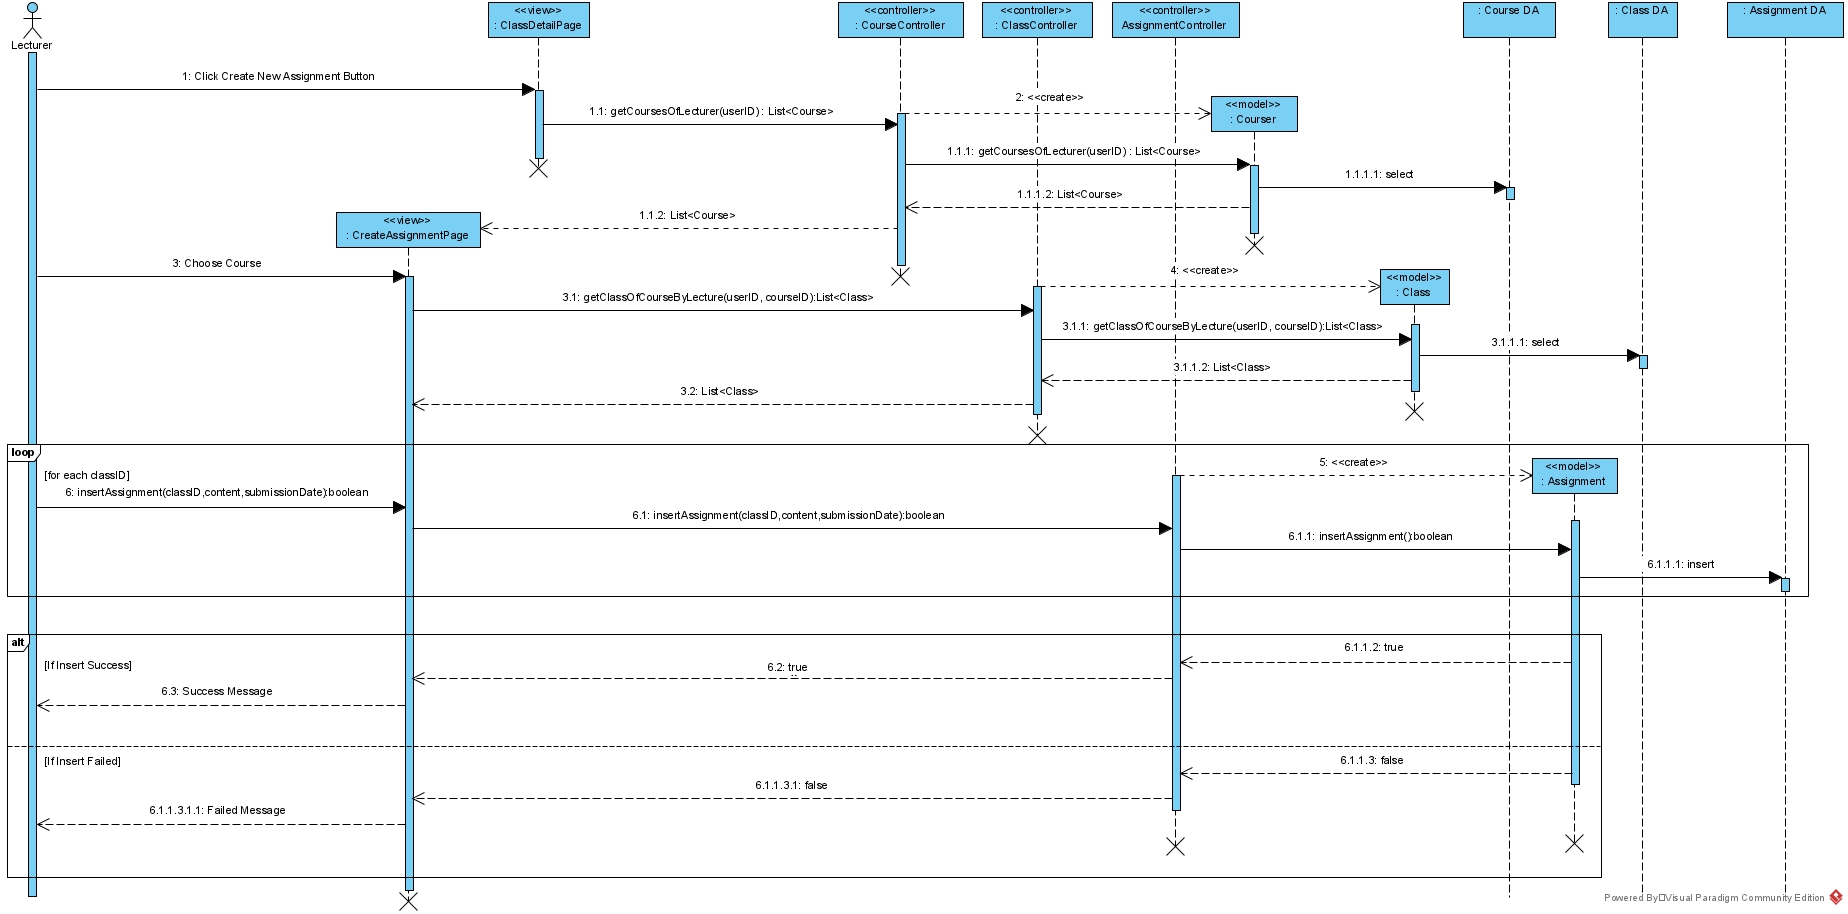 <<view>>
: ClassDetailPage
<<controller>>
: CourseController
<<controller>>
: ClassController
<<controller>>
AssignmentController
: Course DA
: Class DA
: Assignment DA
Lecturer
1: Click Create New Assignment Button
2: <<create>>
<<model>>
: Courser
1.1: getCoursesOfLecturer(userID) : List<Course>
1.1.1: getCoursesOfLecturer(userID) : List<Course>
1.1.1.1: select
1.1.1.2: List<Course>
1.1.2: List<Course>
<<view>>
: CreateAssignmentPage
3: Choose Course
4: <<create>>
<<model>>
: Class
3.1: getClassOfCourseByLecture(userID, courseID):List<Class>
3.1.1: getClassOfCourseByLecture(userID, courseID):List<Class>
3.1.1.1: select
3.1.1.2: List<Class>
3.2: List<Class>
loop
[for each classID]
5: <<create>>
<<model>>
: Assignment
6: insertAssignment(classID,content,submissionDate):boolean
6.1: insertAssignment(classID,content,submissionDate):boolean
6.1.1: insertAssignment():boolean
6.1.1.1: insert
alt
[If Insert Success]
6.1.1.2: true
6.2: true
6.3: Success Message
[If Insert Failed]
6.1.1.3: false
6.1.1.3.1: false
6.1.1.3.1.1: Failed Message
Powered By Visual Paradigm Community Edition